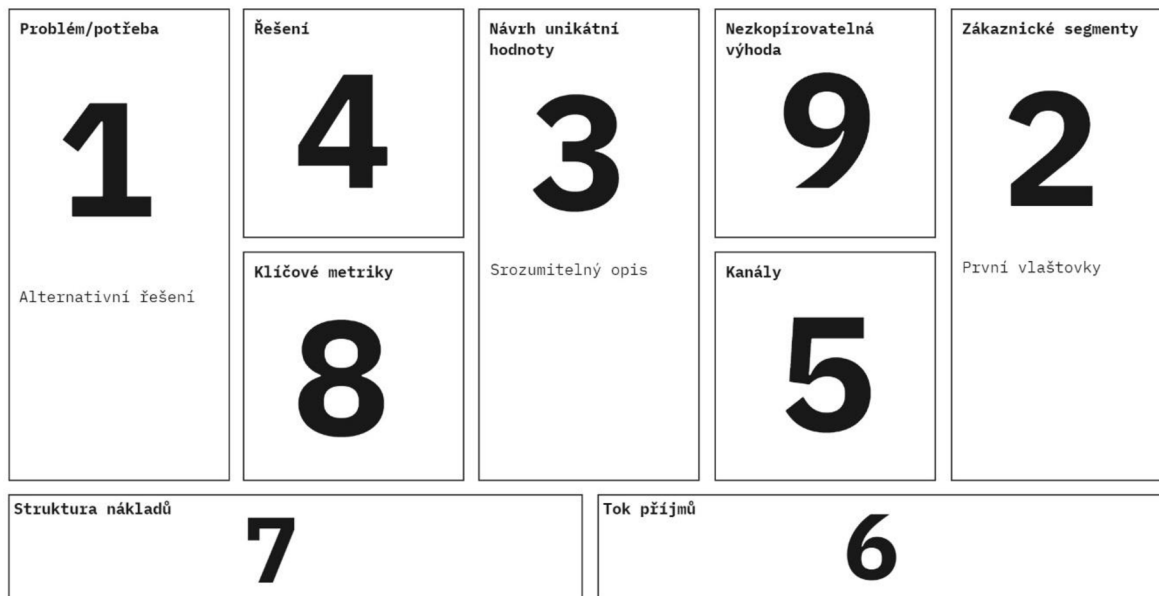 Problém/potřeba
1
Alternativní řešení
Řešení
4
Klíčové metriky
8
Návrh unikátní
hodnoty
3
Srozumitelný opis
Nezkopírovatelná
výhoda
9
Kanály
5
Zákaznické segmenty
2
První vlaštovky
Struktura nákladů
7
Tok příjmů
6